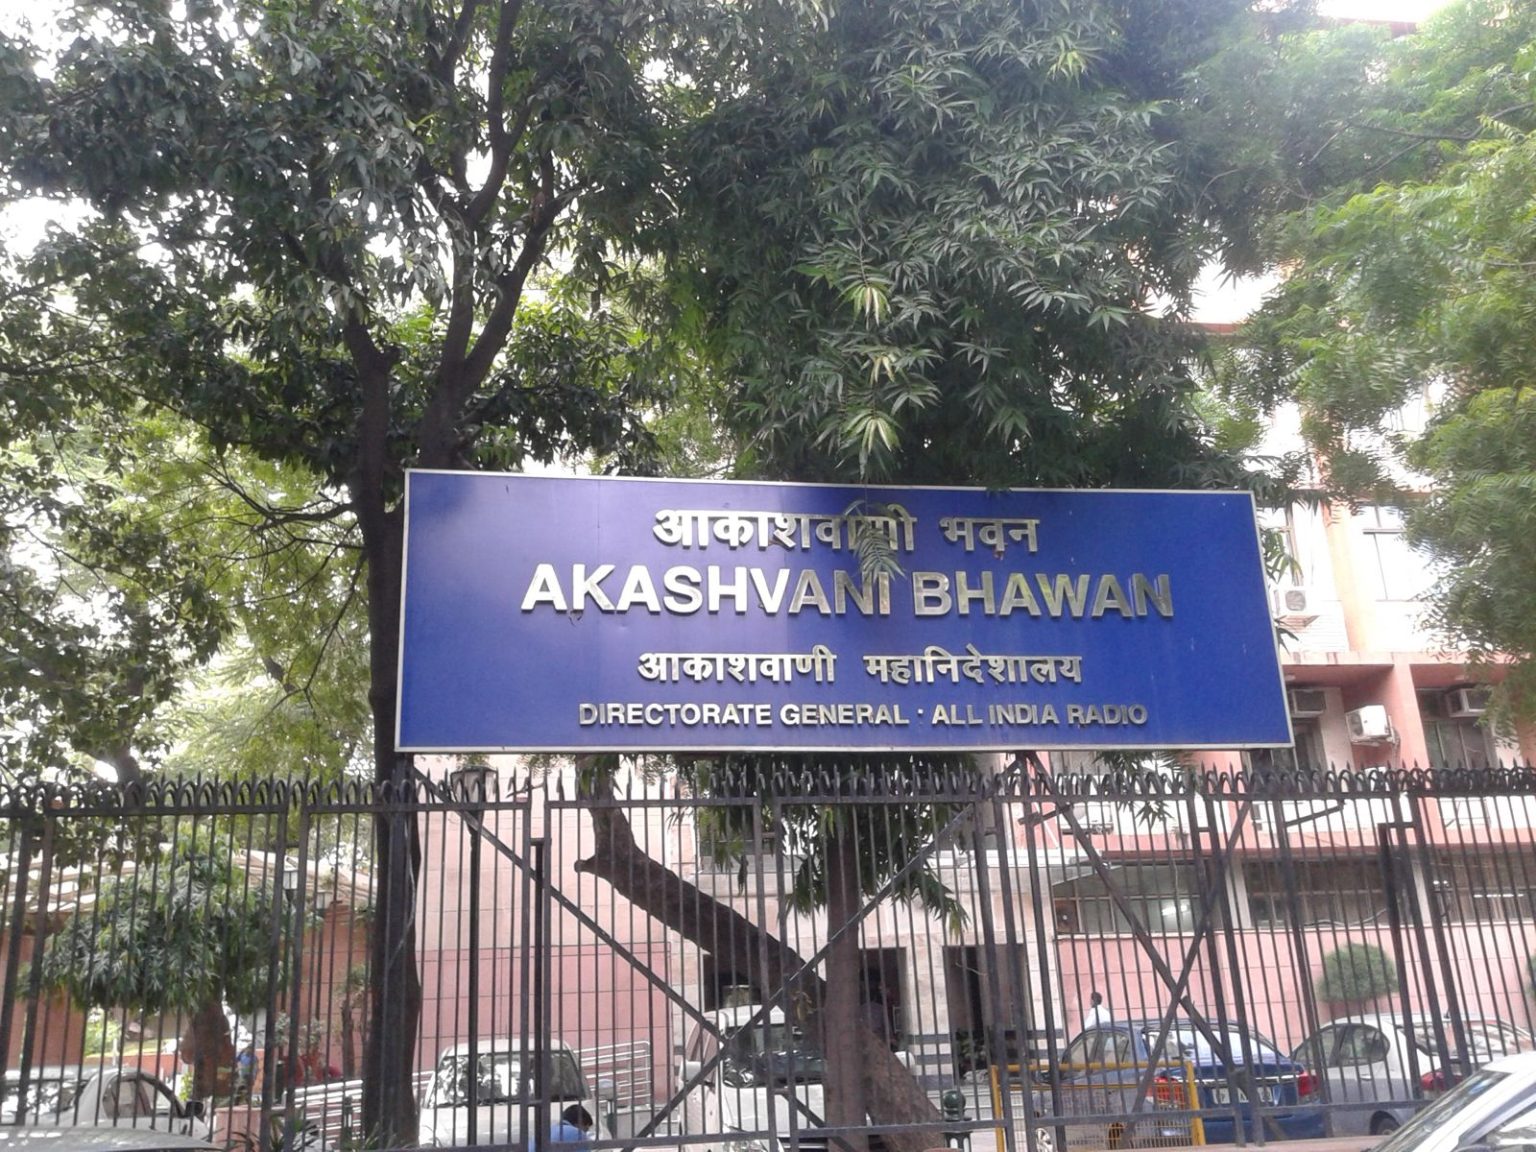 आकाशवाणी भवन
AKASHVANI BHAWAN
आकाशवाणी महानिदेशालय
DIRECTORATE GENERAL · ALL INDIA RADIO